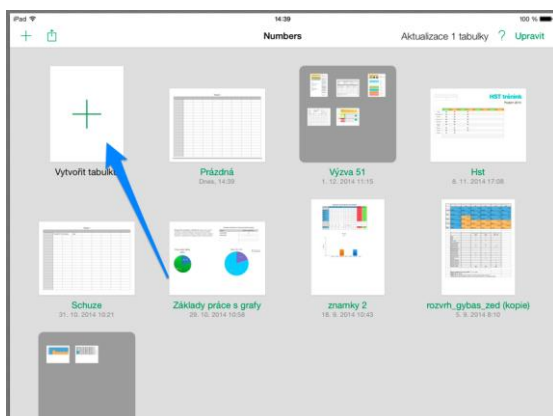 iPad 14:39 100 %
Numbers Aktualizace 1 tabulky ? Upravit
Vytvořit tabulk
Prázdná
Dnes, 14:39
Výzva 51
1. 12. 2014 11:15
HST trénink
Hst
8. 11. 2014 17:08
Schuze
31. 10. 2014 10:21
Základy práce s grafy
28. 10. 2014 10:58
znamky 2
18. 9. 2014 10:43
rozvrh_gybas_zed (kopie)
5. 9. 2014 8:10